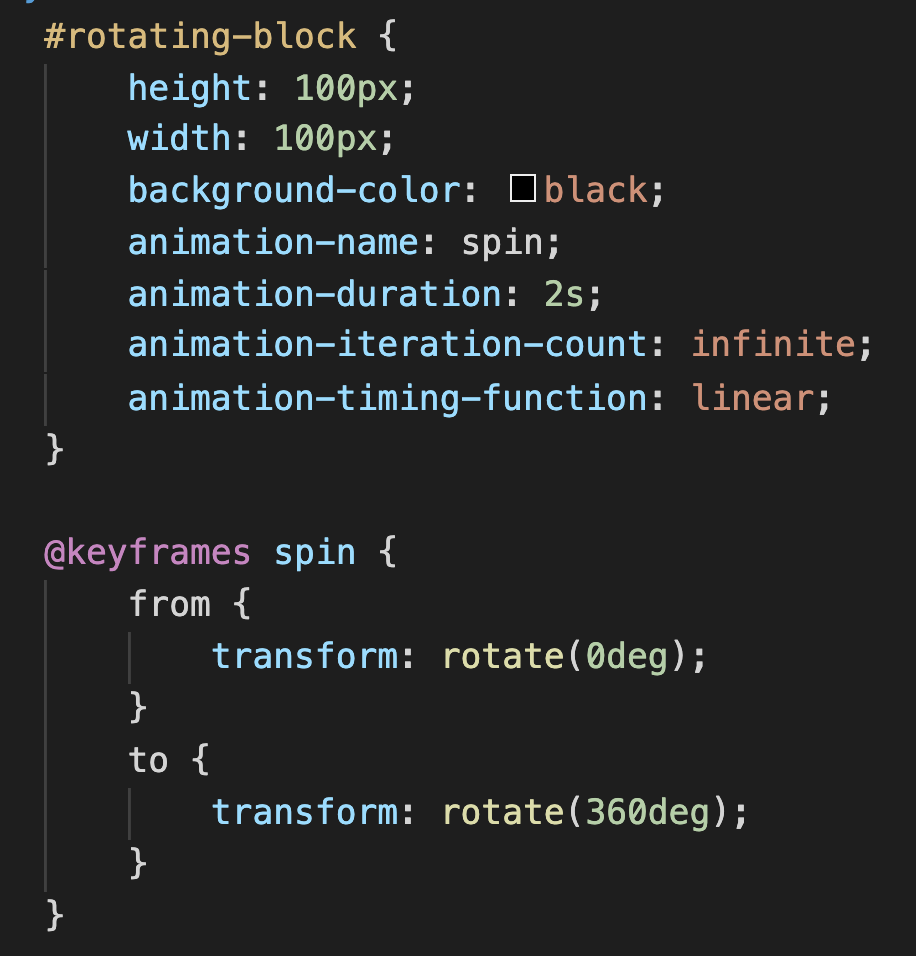 #rotating-block {
    height: 100px;
    width: 100px;
    background-color: black;
    animation-name: spin;
    animation-duration: 2s;
    animation-iteration-count: infinite;
    animation-timing-function: linear;
}

@keyframes spin {
    from {
        transform: rotate(0deg);
    }
    to {
        transform: rotate(360deg);
    }
}